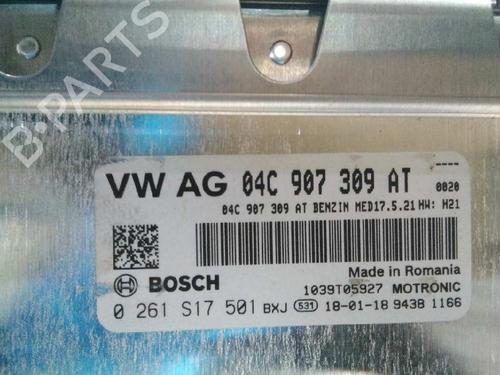 B-PARTS
----
VW AG 04C 907 309 AT 0020
04C 907 309 AT BENZIN MED17.5.21 HW: H21
Made in Romania
BOSCH 1039T05927 MOTRONIC
0 261 S17 501 BXJ 531 18-01-18 9438 1166